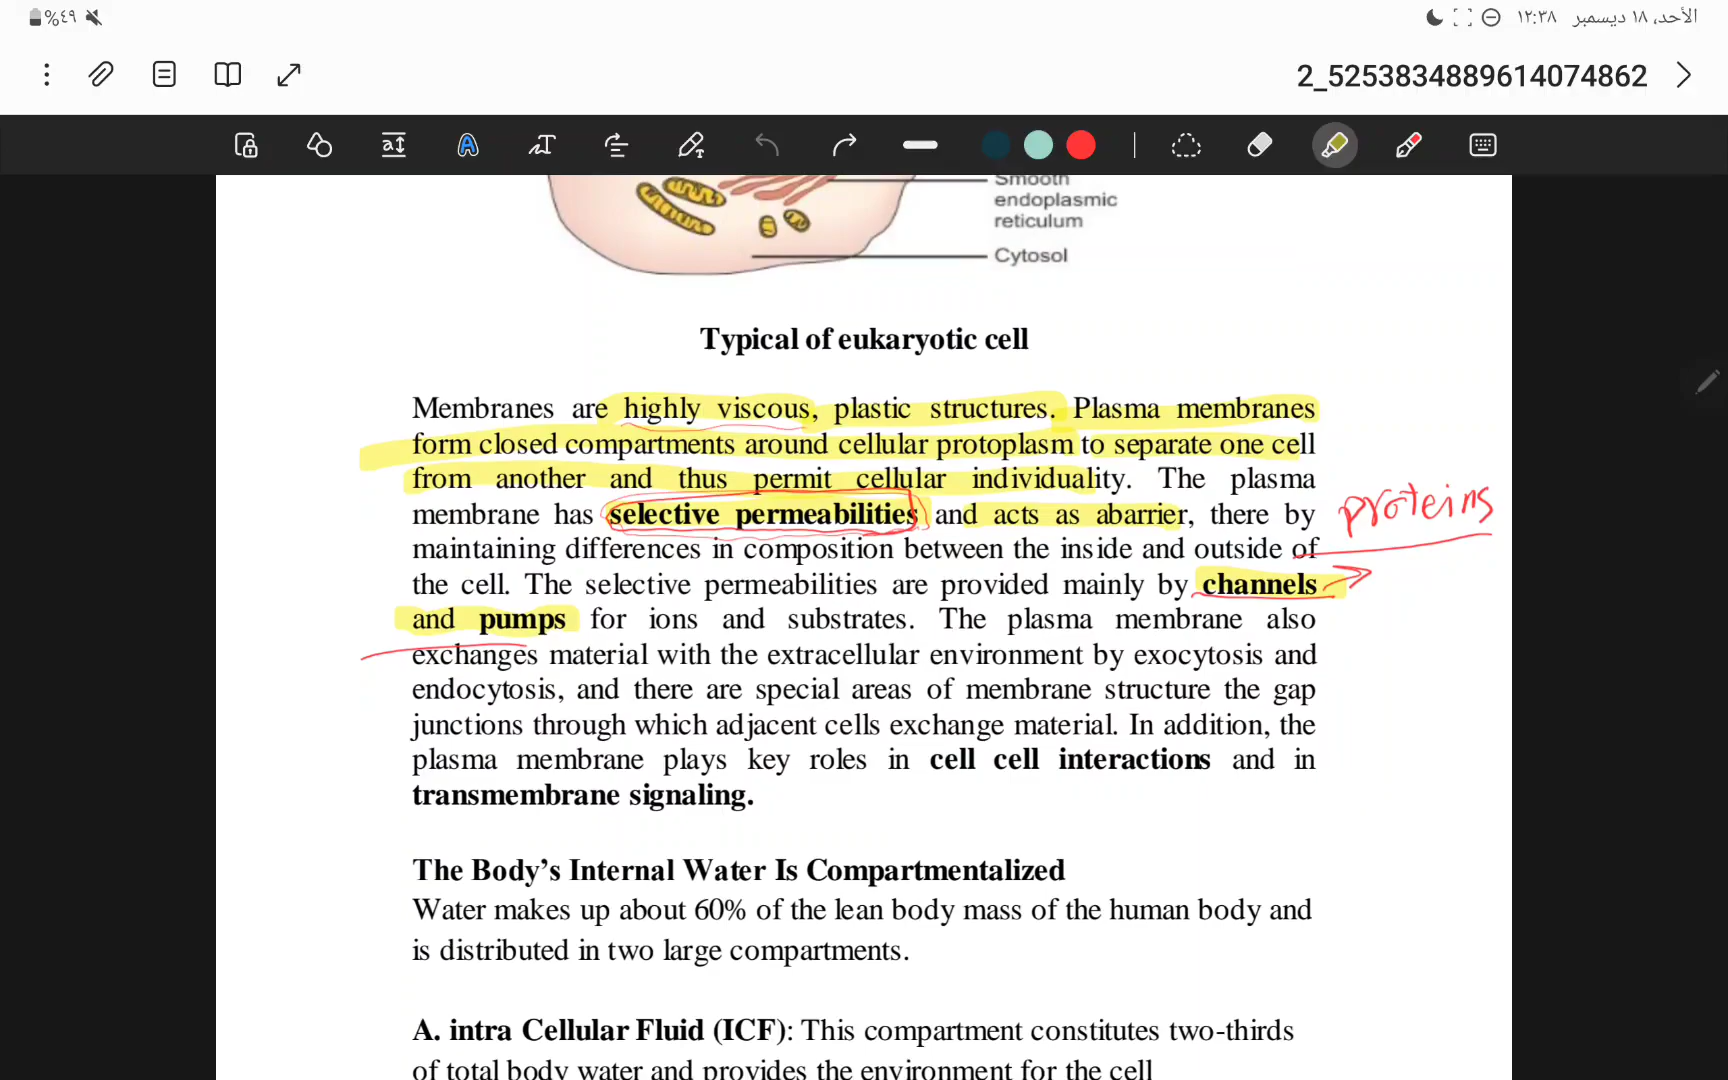 %٤٩
الأحد، ١٨ ديسمبر ١٢:٣٨
2_5253834889614074862
Smooth
endoplasmic
reticulum
Cytosol
Typical of eukaryotic cell
Membranes are highly viscous, plastic structures. Plasma membranes
form closed compartments around cellular protoplasm to separate one cell
from another and thus permit cellular individuality. The plasma
membrane has selective permeabilities and acts as abarrier, there by
proteins
maintaining differences in composition between the inside and outside of
the cell. The selective permeabilities are provided mainly by channels
and pumps for ions and substrates. The plasma membrane also
exchanges material with the extracellular environment by exocytosis and
endocytosis, and there are special areas of membrane structure the gap
junctions through which adjacent cells exchange material. In addition, the
plasma membrane plays key roles in cell cell interactions and in
transmembrane signaling.
The Body’s Internal Water Is Compartmentalized
Water makes up about 60% of the lean body mass of the human body and
is distributed in two large compartments.
A. intra Cellular Fluid (ICF): This compartment constitutes two-thirds
of total body water and provides the environment for the cell